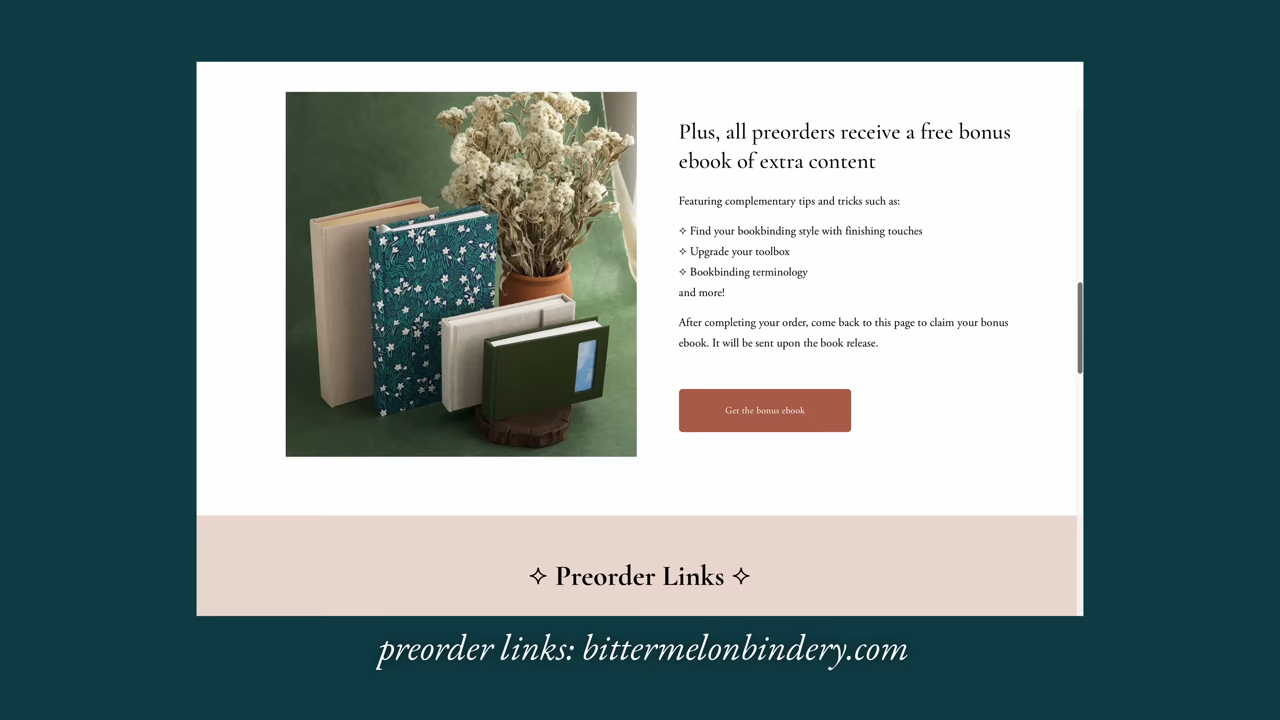 Plus, all preorders receive a free bonus
ebook of extra content
Featuring complementary tips and tricks such as:
✧ Find your bookbinding style with finishing touches
✧ Upgrade your toolbox
✧ Bookbinding terminology
and more!
After completing your order, come back to this page to claim your bonus
ebook. It will be sent upon the book release.
Get the bonus ebook
✧ Preorder Links ✧
preorder links: bittermelonbindery.com